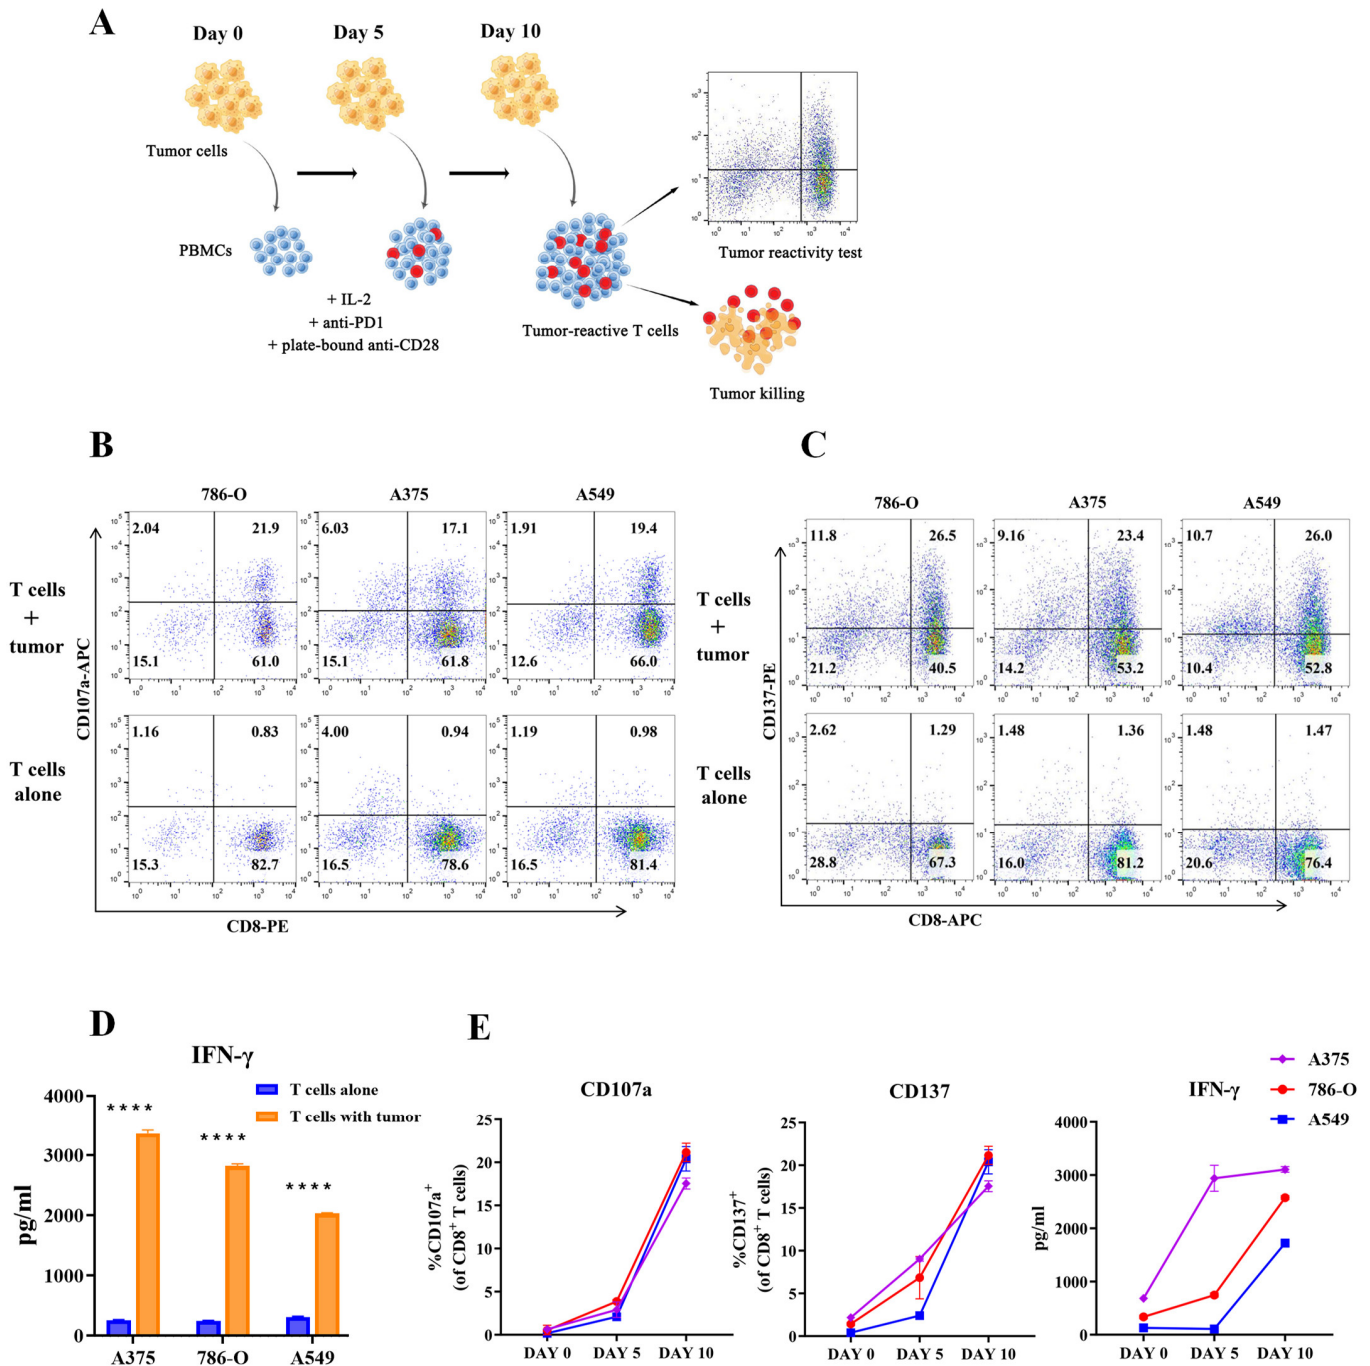 A
Day 0
Day 5
Day 10
Tumor cells
PBMCs
+ IL-2
+ anti-PD1
+ plate-bound anti-CD28
Tumor-reactive T cells
10³
10²
10¹
10⁰
10⁰ 10¹ 10² 10³ 10⁴
Tumor reactivity test
Tumor killing
B
786-O
A375
A549
T cells
+
tumor
2.04 21.9
15.1 61.0
6.03 17.1
15.1 61.8
1.91 19.4
12.6 66.0
T cells
alone
1.16 0.83
15.3 82.7
4.00 0.94
16.5 78.6
1.19 0.98
16.5 81.4
CD107a-APC
CD8-PE
C
786-O
A375
A549
T cells
+
tumor
11.8 26.5
21.2 40.5
9.16 23.4
14.2 53.2
10.7 26.0
10.4 52.8
T cells
alone
2.62 1.29
28.8 67.3
1.48 1.36
16.0 81.2
1.48 1.47
20.6 76.4
CD137-PE
CD8-APC
D
IFN-γ
T cells alone
T cells with tumor
pg/ml
4000
3000
2000
1000
0
****
****
****
A375
786-O
A549
E
CD107a
%CD107a⁺
(of CD8⁺ T cells)
25
20
15
10
5
0
DAY 0
DAY 5
DAY 10
CD137
%CD137⁺
(of CD8⁺ T cells)
25
20
15
10
5
0
DAY 0
DAY 5
DAY 10
IFN-γ
A375
786-O
A549
pg/ml
4000
3000
2000
1000
0
DAY 0
DAY 5
DAY 10